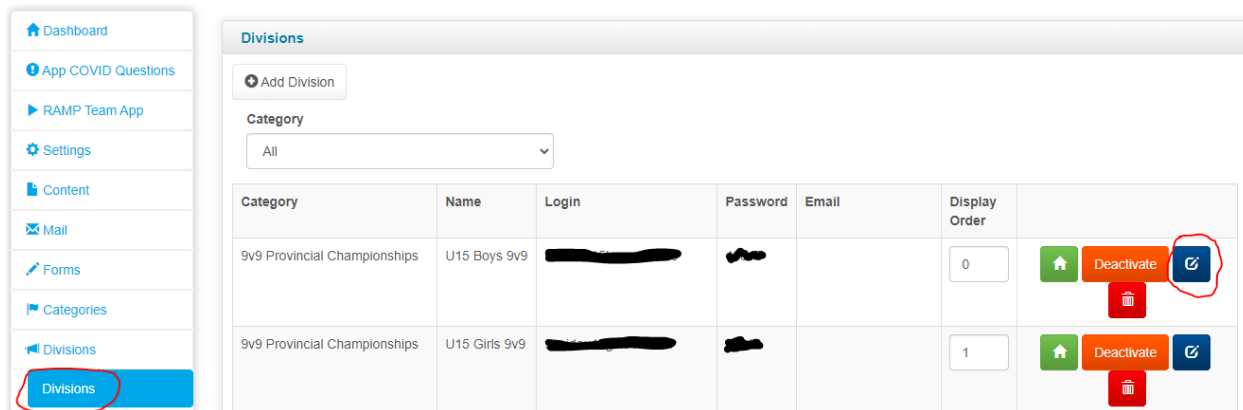 Dashboard
App COVID Questions
RAMP Team App
Settings
Content
Mail
Forms
Categories
Divisions
Divisions
Divisions
Add Division
Category
All
Category Name Login Password Email Display Order
9v9 Provincial Championships U15 Boys 9v9 0 Deactivate
9v9 Provincial Championships U15 Girls 9v9 1 Deactivate